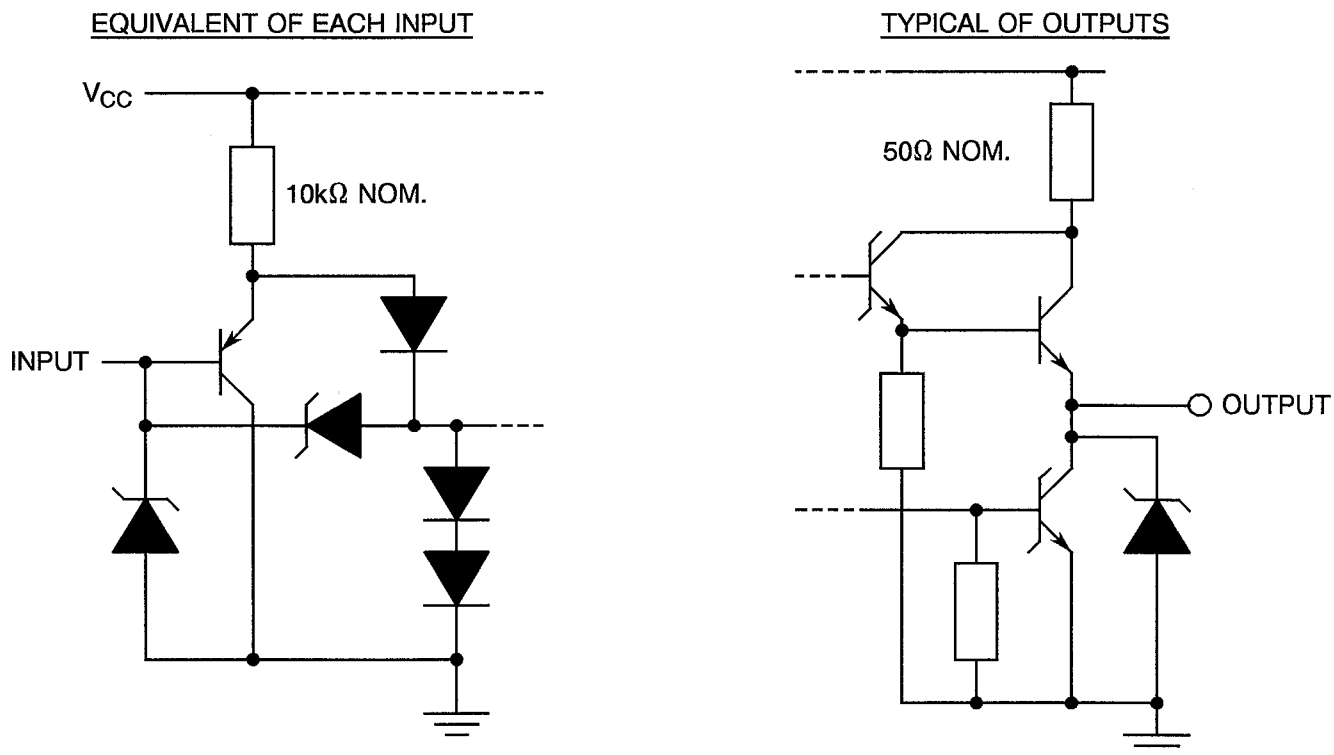 EQUIVALENT OF EACH INPUT
VCC
10kΩ NOM.
INPUT
TYPICAL OF OUTPUTS
50Ω NOM.
OUTPUT